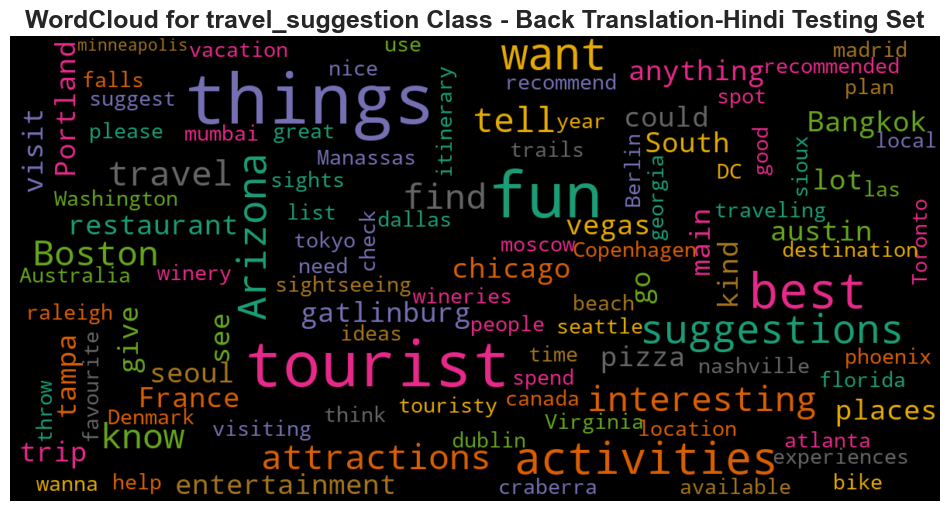 WordCloud for travel_suggestion Class - Back Translation-Hindi Testing Set
minneapolis
vacation
use
want
madrid
falls
nice
recommend
anything
recommended
suggest
things
itinerary
spot
plan
Portland
visit
please
mumbai
great
tell
year
could
Bangkok
travel
Manassas
trails
South
DC
good
sioux
local
Washington
sights
find
fun
Berlin
georgia
lot
las
restaurant
Arizona
list
check
dallas
vegas
main
traveling
austin
Toronto
Boston
tokyo
moscow
Copenhagen
kind
destination
Australia
winery
need
sightseeing
chicago
go
best
raleigh
give
see
gatlinburg
wineries
people
beach
seattle
suggestions
tampa
favourite
ideas
tourist
time
pizza
nashville
phoenix
throw
seoul
France
think
touristy
spend
canada
interesting
florida
places
Denmark
know
visiting
dublin
Virginia
location
atlanta
trip
attractions
activities
experiences
wanna
help
entertainment
craberra
available
bike